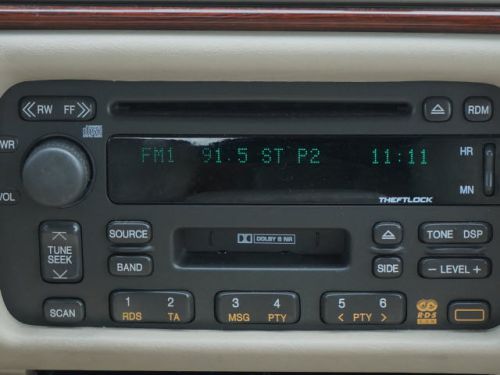 RW FF RDM
WR
FM1 91.5 ST P2 11:11
HR
MN
VOL
THEFTLOCK
TUNE
SEEK
SOURCE
DOLBY B NR
TONE DSP
BAND
SIDE
- LEVEL +
SCAN
1 2
RDS TA
3 4
MSG PTY
5 6
< PTY >
RDS